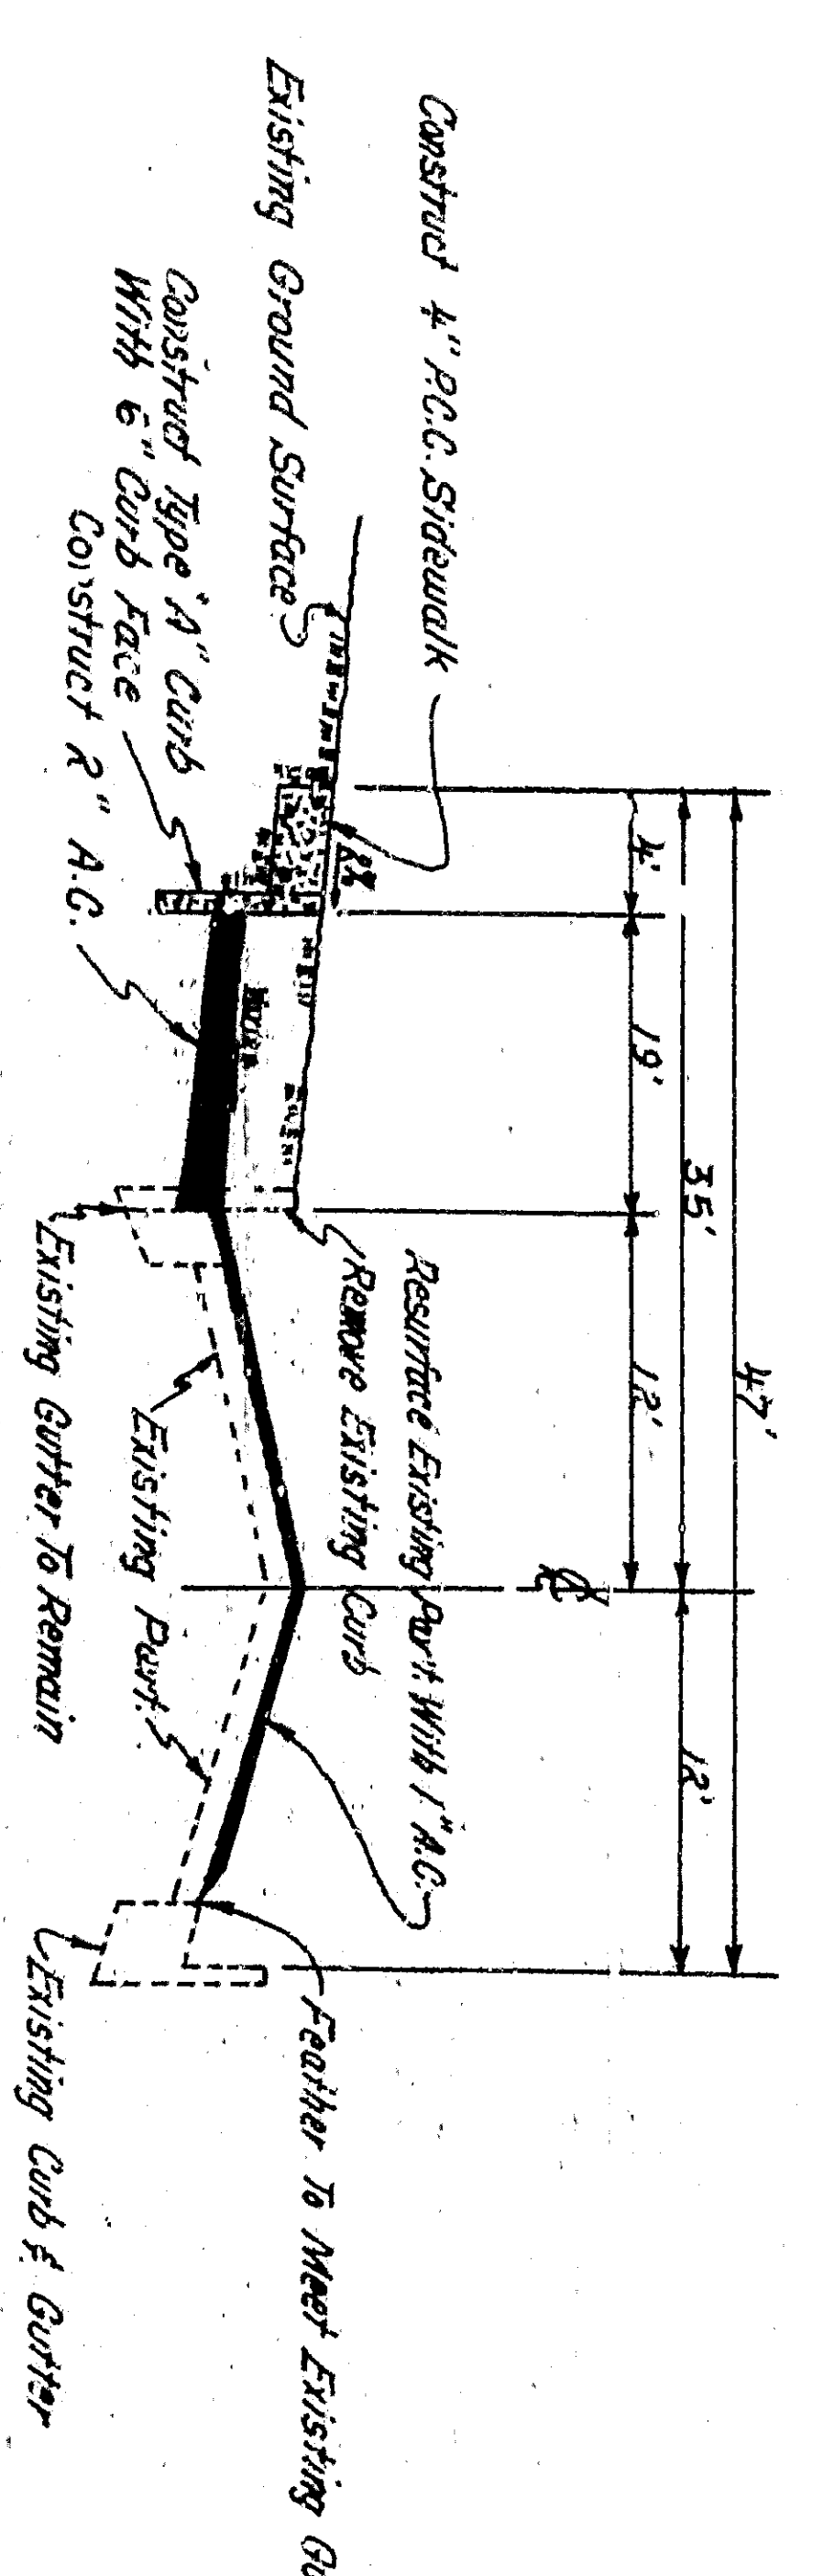 47'
35'
12'
4'
19'
12'
℄
Construct 4" P.C.C. Sidewalk
2%
Resurface Existing Pav't. With 1" A.C.
Remove Existing Curb
Existing Ground Surface
Feather To Meet Existing
Construct Type "A" Curb
With 6" Curb Face
Construct 2" A.C.
Existing Pav't.
Existing Gutter To Remain
Existing Curb & Gutter